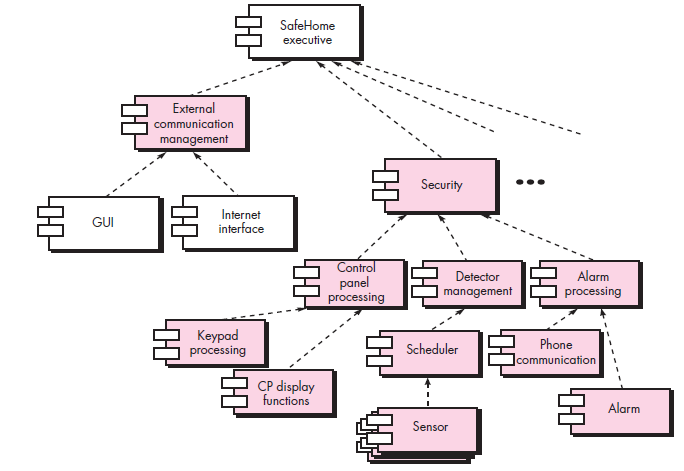 SafeHome
executive
External
communication
management
Security
GUI
Internet
interface
Control
panel
processing
Detector
management
Alarm
processing
Keypad
processing
Scheduler
Phone
communication
CP display
functions
Sensor
Alarm